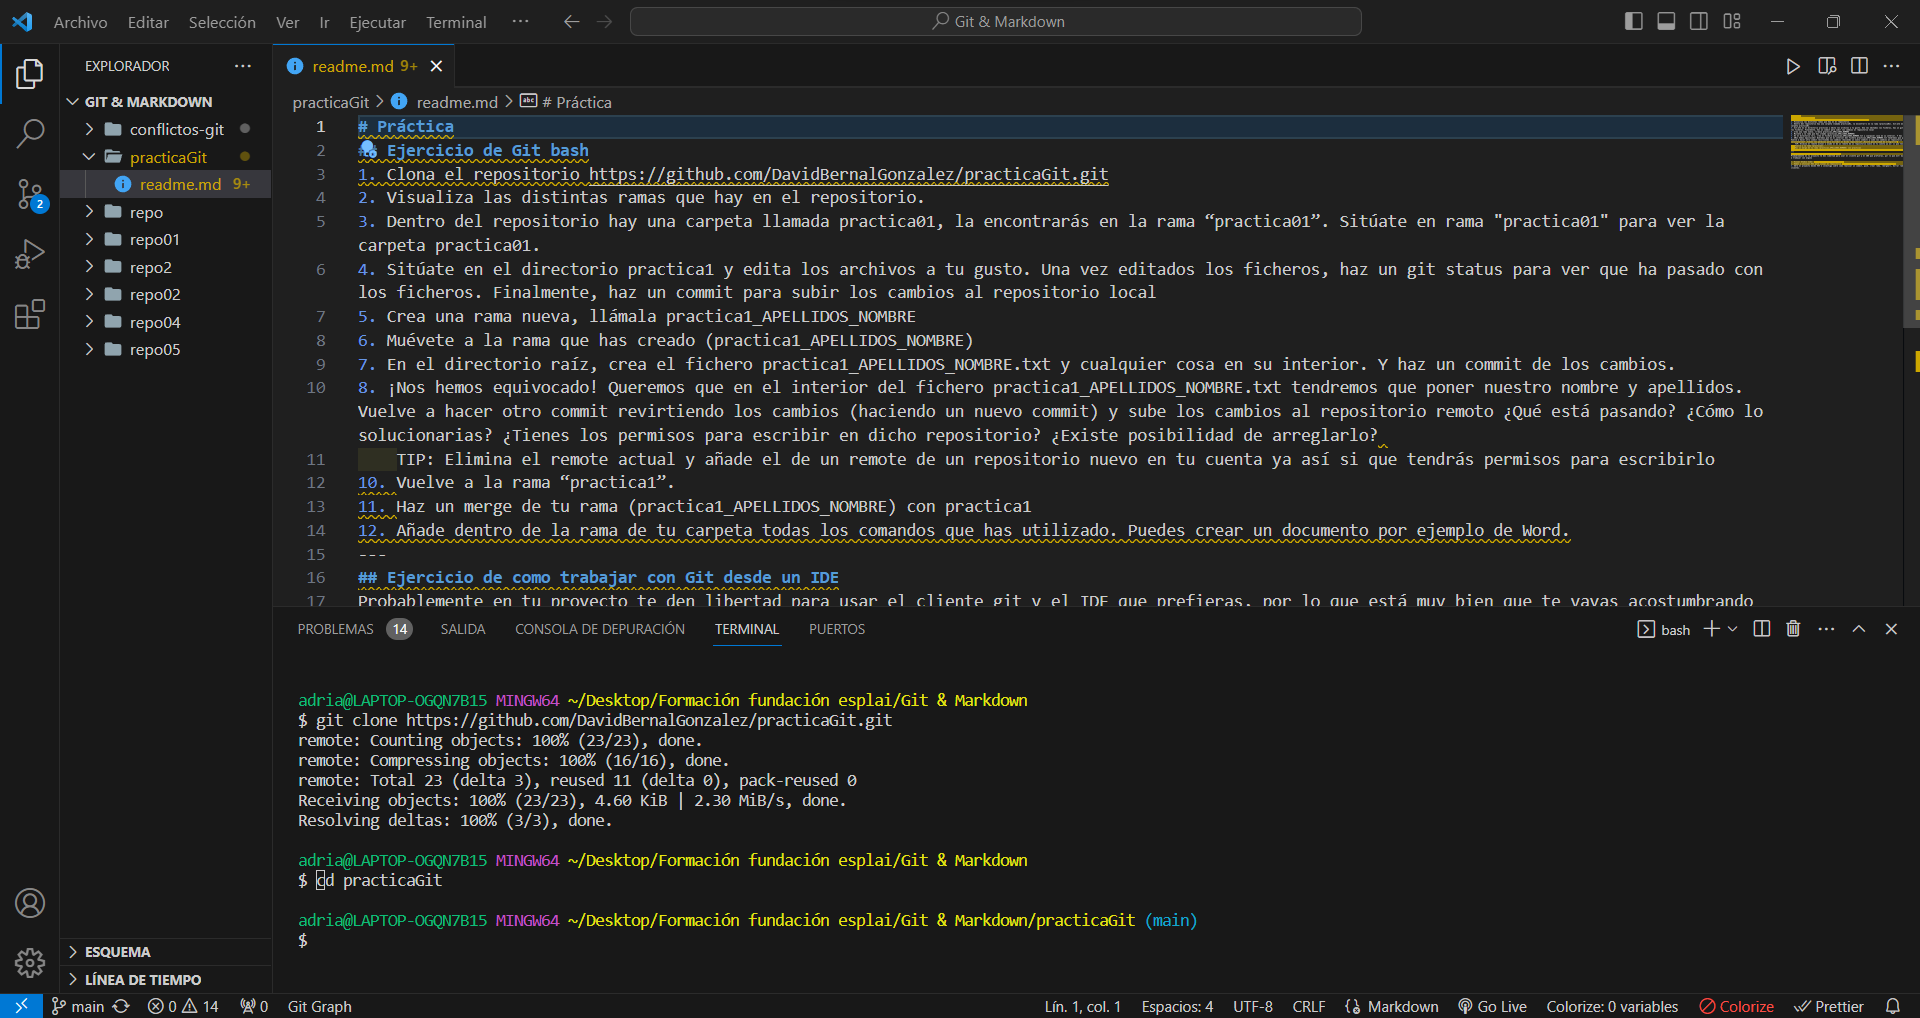 Archivo Editar Selección Ver Ir Ejecutar Terminal ··· Git & Markdown
EXPLORADOR ···
GIT & MARKDOWN
conflictos-git
practicaGit
readme.md 9+
repo
repo01
repo2
repo02
repo04
repo05
ESQUEMA
LÍNEA DE TIEMPO
2
readme.md 9+
practicaGit > readme.md > # Práctica
1 # Práctica
2 ## Ejercicio de Git bash
3 1. Clona el repositorio https://github.com/DavidBernalGonzalez/practicaGit.git
4 2. Visualiza las distintas ramas que hay en el repositorio.
5 3. Dentro del repositorio hay una carpeta llamada practica01, la encontrarás en la rama “practica01”. Sitúate en rama "practica01" para ver la
carpeta practica01.
6 4. Sitúate en el directorio practica1 y edita los archivos a tu gusto. Una vez editados los ficheros, haz un git status para ver que ha pasado con
los ficheros. Finalmente, haz un commit para subir los cambios al repositorio local
7 5. Crea una rama nueva, llámala practica1_APELLIDOS_NOMBRE
8 6. Muévete a la rama que has creado (practica1_APELLIDOS_NOMBRE)
9 7. En el directorio raíz, crea el fichero practica1_APELLIDOS_NOMBRE.txt y cualquier cosa en su interior. Y haz un commit de los cambios.
10 8. ¡Nos hemos equivocado! Queremos que en el interior del fichero practica1_APELLIDOS_NOMBRE.txt tendremos que poner nuestro nombre y apellidos.
Vuelve a hacer otro commit revirtiendo los cambios (haciendo un nuevo commit) y sube los cambios al repositorio remoto ¿Qué está pasando? ¿Cómo lo
solucionarias? ¿Tienes los permisos para escribir en dicho repositorio? ¿Existe posibilidad de arreglarlo?
11 TIP: Elimina el remote actual y añade el de un remote de un repositorio nuevo en tu cuenta ya así si que tendrás permisos para escribirlo
12 10. Vuelve a la rama “practica1”.
13 11. Haz un merge de tu rama (practica1_APELLIDOS_NOMBRE) con practica1
14 12. Añade dentro de la rama de tu carpeta todas los comandos que has utilizado. Puedes crear un documento por ejemplo de Word.
15 ---
16 ## Ejercicio de como trabajar con Git desde un IDE
17 Probablemente en tu proyecto te den libertad para usar el cliente git y el IDE que prefieras, por lo que está muy bien que te vayas acostumbrando
PROBLEMAS 14 SALIDA CONSOLA DE DEPURACIÓN TERMINAL PUERTOS bash ···
adria@LAPTOP-OGQN7B15 MINGW64 ~/Desktop/Formación fundación esplai/Git & Markdown
$ git clone https://github.com/DavidBernalGonzalez/practicaGit.git
remote: Counting objects: 100% (23/23), done.
remote: Compressing objects: 100% (16/16), done.
remote: Total 23 (delta 3), reused 11 (delta 0), pack-reused 0
Receiving objects: 100% (23/23), 4.60 KiB | 2.30 MiB/s, done.
Resolving deltas: 100% (3/3), done.
adria@LAPTOP-OGQN7B15 MINGW64 ~/Desktop/Formación fundación esplai/Git & Markdown
$ cd practicaGit
adria@LAPTOP-OGQN7B15 MINGW64 ~/Desktop/Formación fundación esplai/Git & Markdown/practicaGit (main)
$
main 0 14 0 Git Graph Lín. 1, col. 1 Espacios: 4 UTF-8 CRLF Markdown Go Live Colorize: 0 variables Colorize Prettier